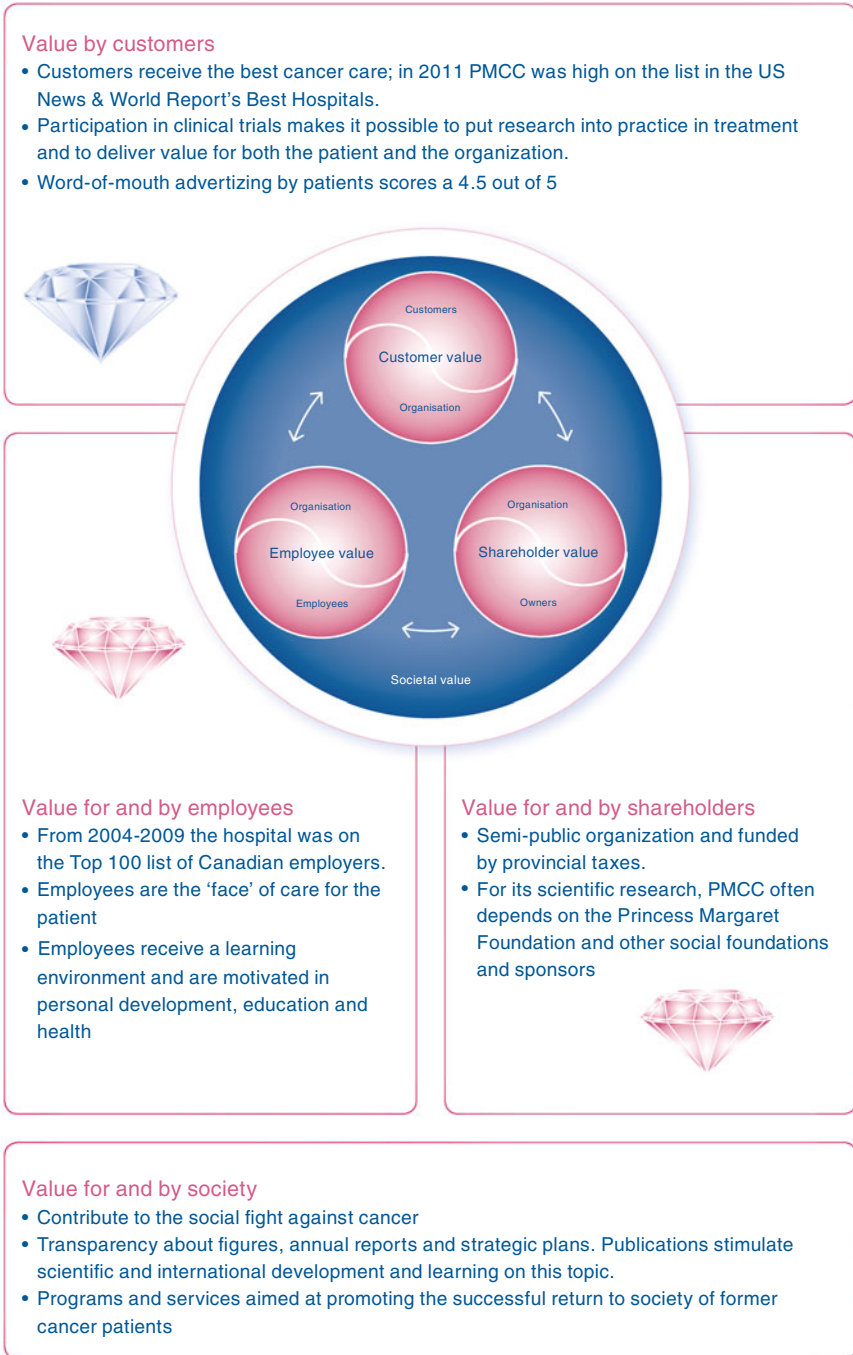 Value by customers
• Customers receive the best cancer care; in 2011 PMCC was high on the list in the US
News & World Report’s Best Hospitals.
• Participation in clinical trials makes it possible to put research into practice in treatment
and to deliver value for both the patient and the organization.
• Word-of-mouth advertizing by patients scores a 4.5 out of 5
Customers
Customer value
Organisation
Organisation
Employee value
Employees
Organisation
Shareholder value
Owners
Societal value
Value for and by employees
• From 2004-2009 the hospital was on
the Top 100 list of Canadian employers.
• Employees are the ‘face’ of care for the
patient
• Employees receive a learning
environment and are motivated in
personal development, education and
health
Value for and by shareholders
• Semi-public organization and funded
by provincial taxes.
• For its scientific research, PMCC often
depends on the Princess Margaret
Foundation and other social foundations
and sponsors
Value for and by society
• Contribute to the social fight against cancer
• Transparency about figures, annual reports and strategic plans. Publications stimulate
scientific and international development and learning on this topic.
• Programs and services aimed at promoting the successful return to society of former
cancer patients